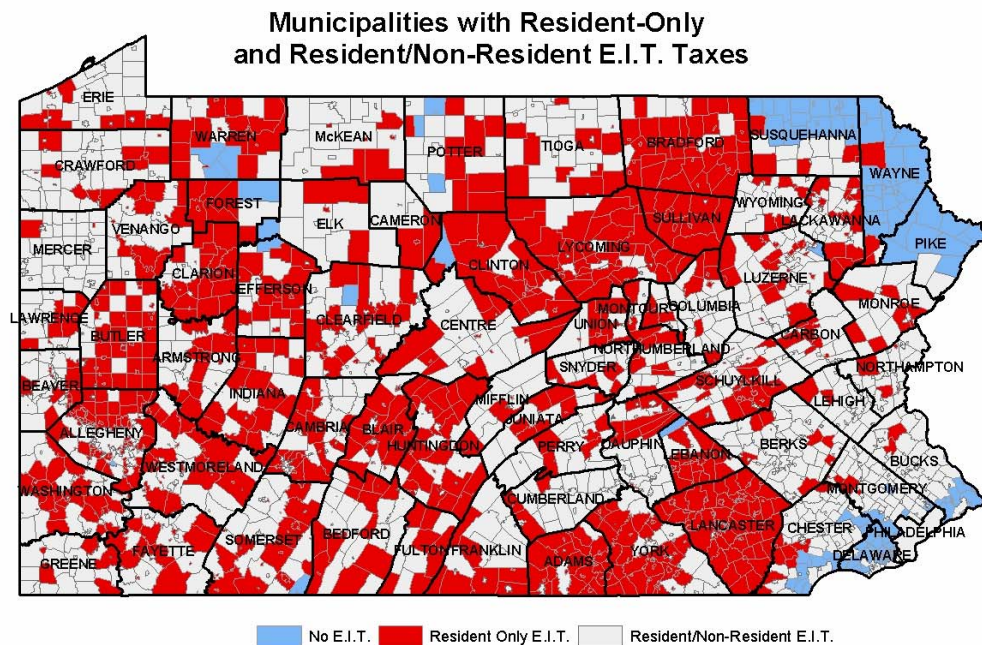 Municipalities with Resident-Only
and Resident/Non-Resident E.I.T. Taxes
ERIE
WARREN
McKEAN
POTTER
TIOGA
BRADFORD
SUSQUEHANNA
CRAWFORD
WAYNE
FOREST
ELK
CAMERON
SULLIVAN
WYOMING
LACKAWANNA
MERCER
VENANGO
PIKE
CLARION
JEFFERSON
CLINTON
LYCOMING
LUZERNE
LAWRENCE
BUTLER
CLEARFIELD
CENTRE
UNION
MONTOUR
COLUMBIA
MONROE
CARBON
ARMSTRONG
NORTHUMBERLAND
SNYDER
NORTHAMPTON
BEAVER
INDIANA
SCHUYLKILL
LEHIGH
ALLEGHENY
CAMBRIA
BLAIR
HUNTINGDON
MIFFLIN
JUNIATA
PERRY
DAUPHIN
LEBANON
BERKS
BUCKS
WESTMORELAND
WASHINGTON
CUMBERLAND
MONTGOMERY
GREENE
FAYETTE
SOMERSET
BEDFORD
FULTON
FRANKLIN
ADAMS
YORK
LANCASTER
CHESTER
PHILADELPHIA
DELAWARE
No E.I.T.
Resident Only E.I.T.
Resident/Non-Resident E.I.T.